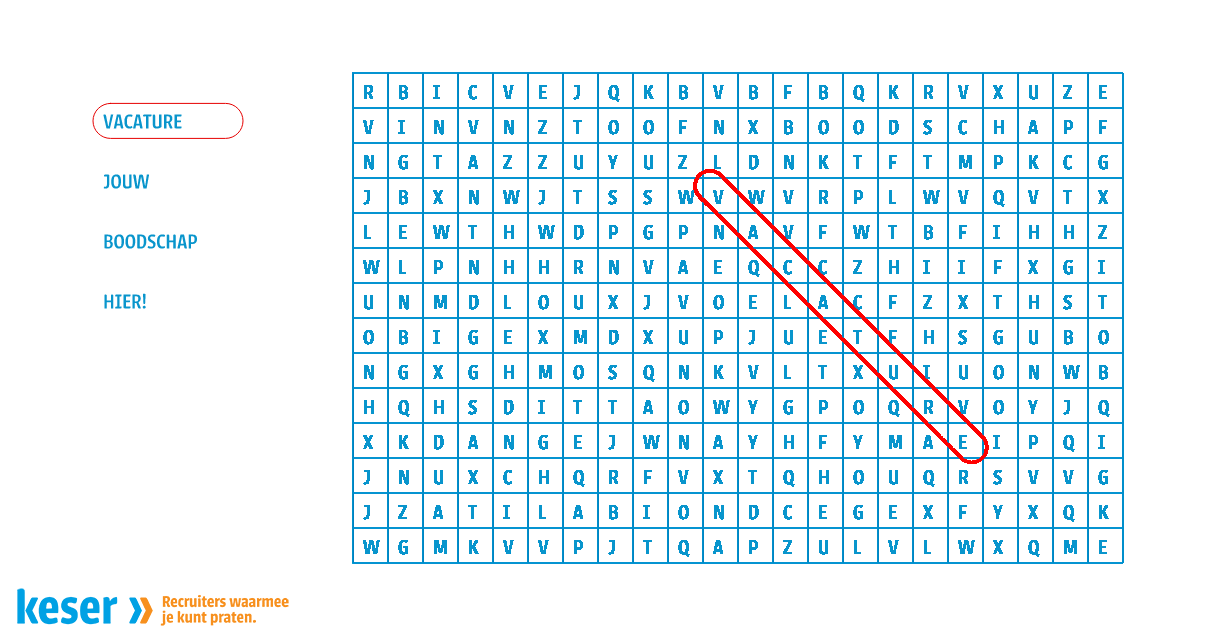 VACATURE
JOUW
BOODSCHAP
HIER!
R B I C V E J Q K B V B F B Q K R V X U Z E
V I N V N Z T O O F N X B O O D S C H A P F
N G T A Z Z U Y U Z L D N K T F T M P K C G
J B X N W J T S S W V W V R P L W V Q V T X
L E W T H W D P G P N A V F W T B F I H H Z
W L P N H H R N V A E Q C C Z H I I F X G I
U N M D L O U X J V O E L A C F Z X T H S T
O B I G E X M D X U P J U E T F H S G U B O
N G X G H M O S Q N K V L T X U I U O N W B
H Q H S D I T T A O W Y G P O Q R V O Y J Q
X K D A N G E J W N A Y H F Y M A E I P Q I
J N U X C H Q R F V X T Q H O U Q R S V V G
J Z A T I L A B I O N D C E G E X F Y X Q K
W G M K V V P J T Q A P Z U L V L W X Q M E
keser
Recruiters waarmee
je kunt praten.